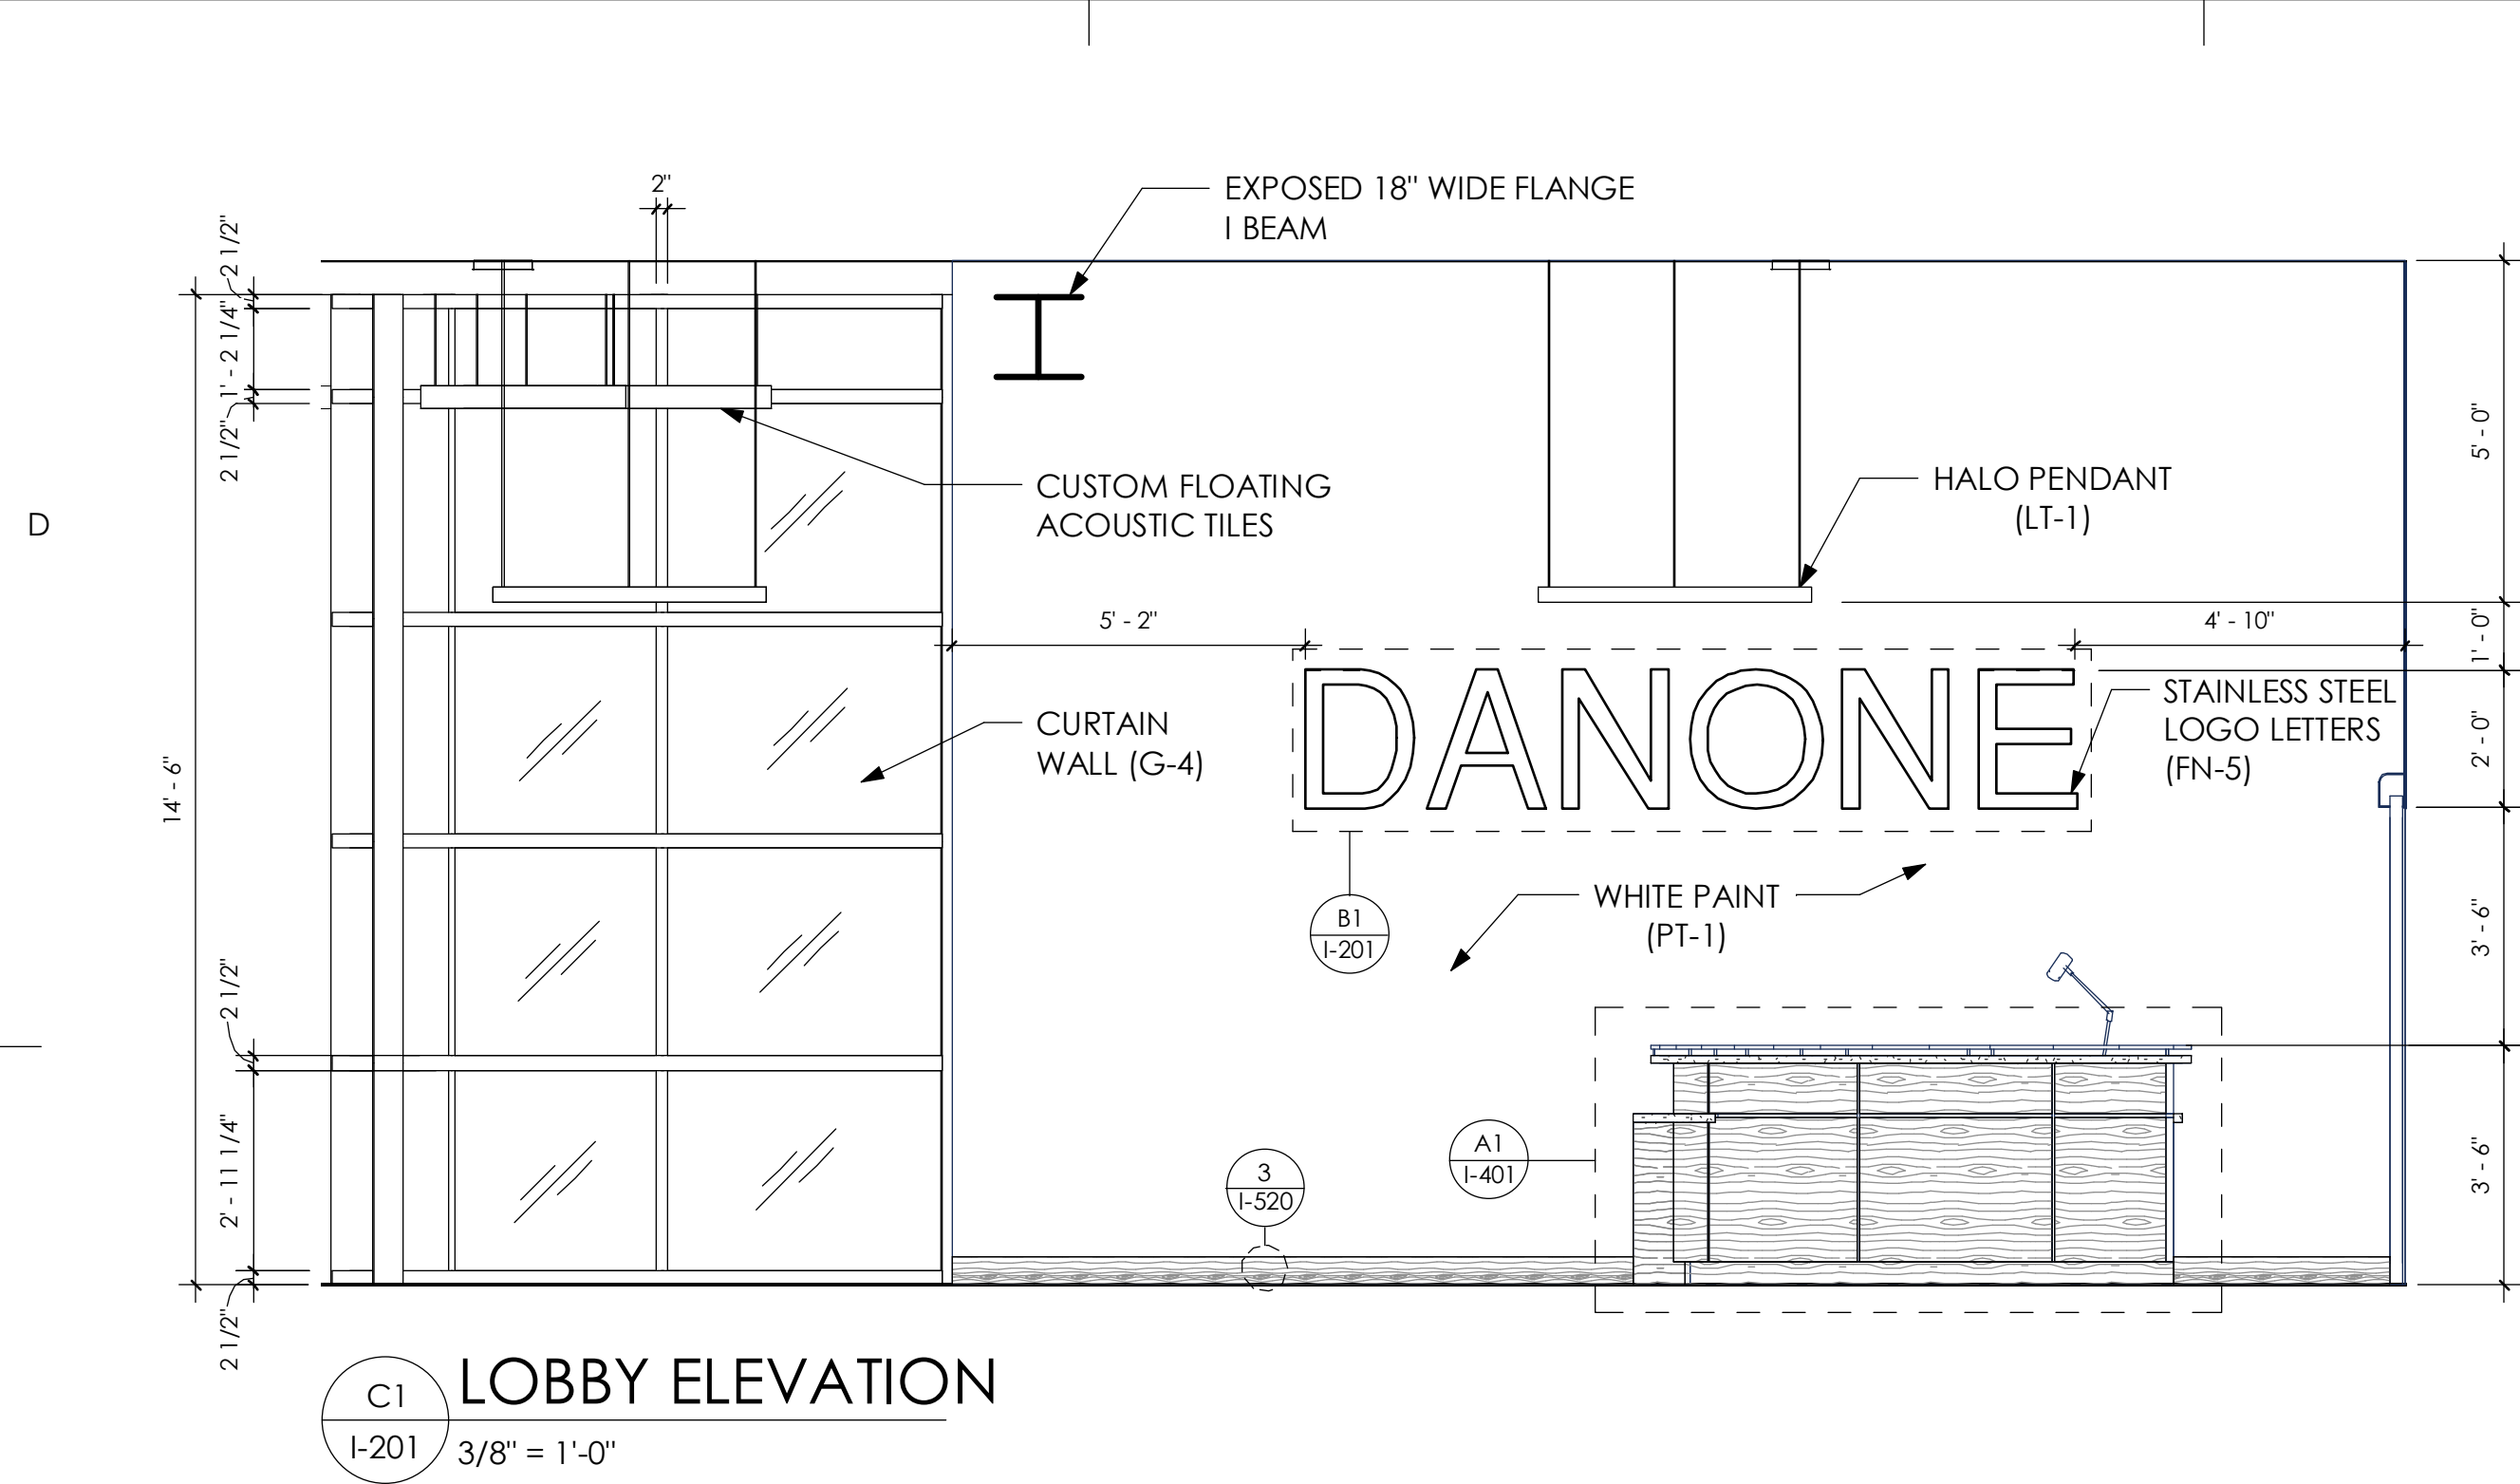 2"
EXPOSED 18" WIDE FLANGE
I BEAM
2 1/2"
1' - 2 1/4"
2 1/2"
5' - 0"
CUSTOM FLOATING
ACOUSTIC TILES
HALO PENDANT
(LT-1)
D
5' - 2"
4' - 10"
1' - 0"
DANONE
STAINLESS STEEL
LOGO LETTERS
(FN-5)
2' - 0"
CURTAIN
WALL (G-4)
14' - 6"
WHITE PAINT
(PT-1)
B1
I-201
3' - 6"
2 1/2"
A1
I-401
3
I-520
2' - 11 1/4"
3' - 6"
2 1/2"
C1
I-201
LOBBY ELEVATION
3/8" = 1'-0"